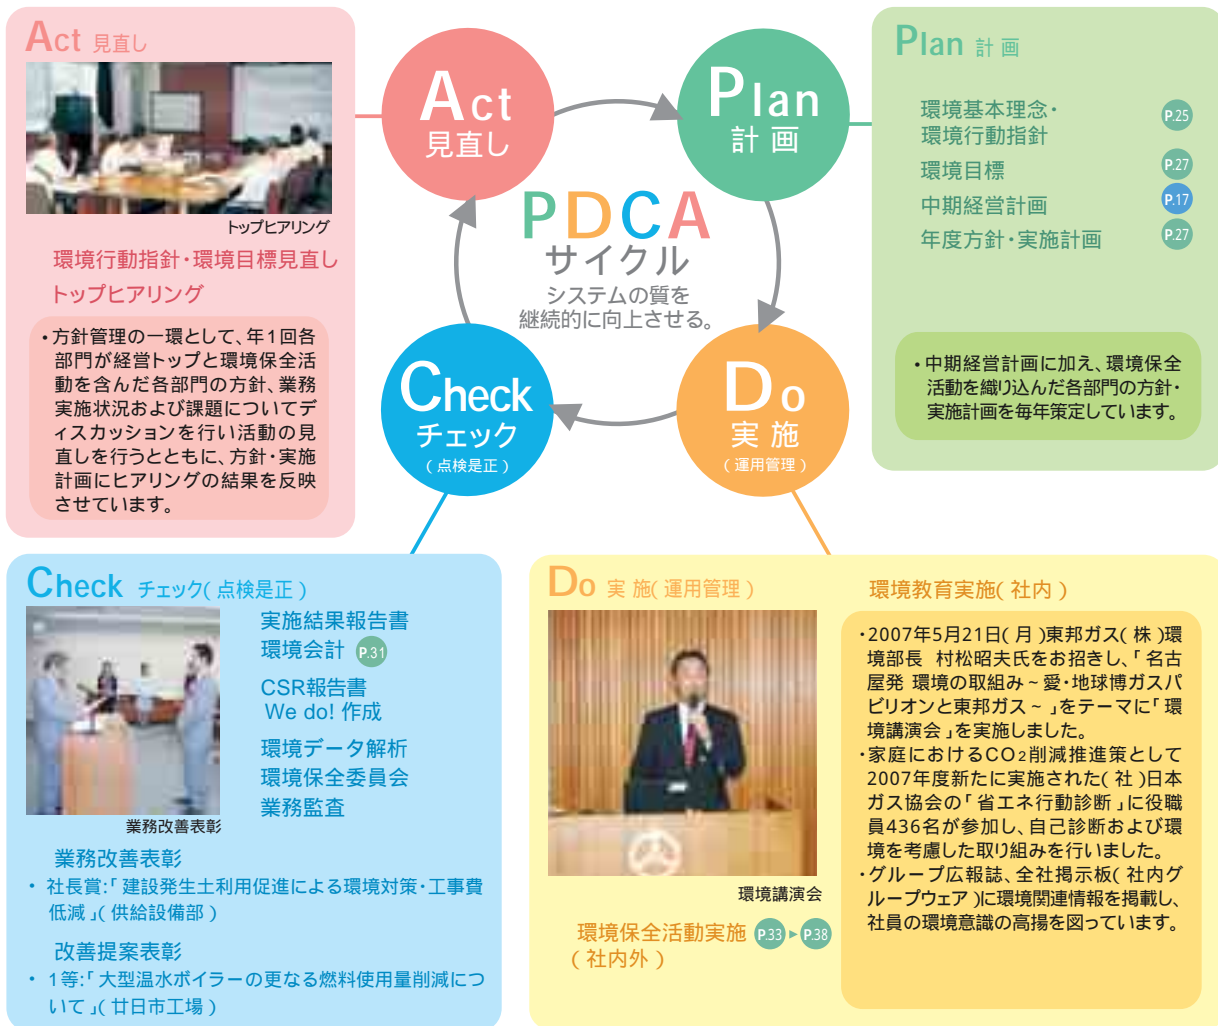 Act 見直し
トップヒアリング
環境行動指針・環境目標見直し
トップヒアリング
・方針管理の一環として、年1回各
部門が経営トップと環境保全活
動を含んだ各部門の方針、業務
実施状況および課題についてデ
ィスカッションを行い活動の見
直しを行うとともに、方針・実施
計画にヒアリングの結果を反映
させています。
Act
見直し
Plan
計 画
PDCA
サイクル
システムの質を
継続的に向上させる。
Check
チェック
(点検是正)
Do
実 施
(運用管理)
Plan 計 画
環境基本理念・
環境行動指針 P.25
環境目標 P.27
中期経営計画 P.17
年度方針・実施計画 P.27
・中期経営計画に加え、環境保全
活動を織り込んだ各部門の方針・
実施計画を毎年策定しています。
Check チェック(点検是正)
業務改善表彰
実施結果報告書
環境会計 P.31
CSR報告書
We do! 作成
環境データ解析
環境保全委員会
業務監査
業務改善表彰
・ 社長賞:「建設発生土利用促進による環境対策・工事費
低減」(供給設備部)
改善提案表彰
・ 1等:「大型温水ボイラーの更なる燃料使用量削減につ
いて」(廿日市工場)
Do 実 施(運用管理)
環境講演会
環境保全活動実施 P.33 ▶ P.38
(社内外)
環境教育実施(社内)
・2007年5月21日(月)東邦ガス(株)環
境部長 村松昭夫氏をお招きし、「名古
屋発 環境の取組み~愛・地球博ガスパ
ビリオンと東邦ガス~」をテーマに「環
境講演会」を実施しました。
・家庭におけるCO2削減推進策として
2007年度新たに実施された(社)日本
ガス協会の「省エネ行動診断」に役職
員436名が参加し、自己診断および環
境を考慮した取り組みを行いました。
・グループ広報誌、全社掲示板(社内グ
ループウェア)に環境関連情報を掲載し、
社員の環境意識の高揚を図っています。